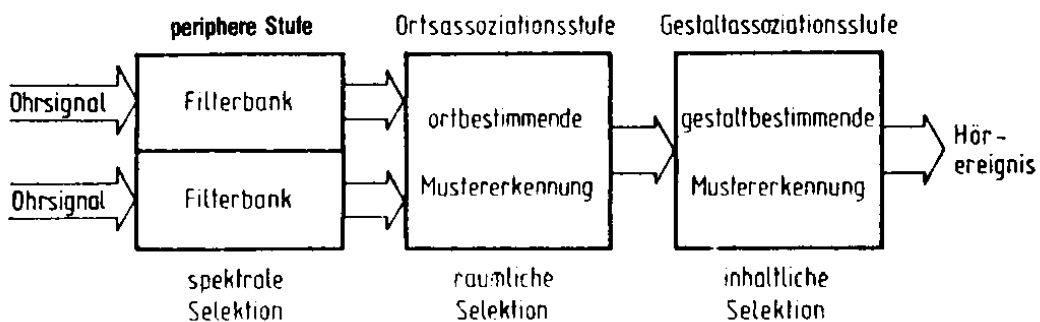 periphere Stufe
Ortsassoziationsstufe
Gestaltassoziationsstufe
Ohrsignal
Filterbank
Ohrsignal
Filterbank
ortbestimmende
Mustererkennung
gestaltbestimmende
Mustererkennung
Hör-
ereignis
spektrale
Selektion
räumliche
Selektion
inhaltliche
Selektion